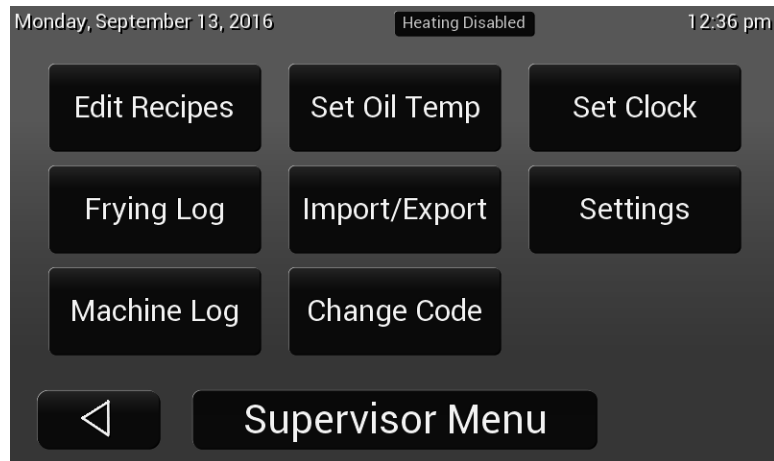 Monday, September 13, 2016 Heating Disabled 12:36 pm
Edit Recipes Set Oil Temp Set Clock
Frying Log Import/Export Settings
Machine Log Change Code
Supervisor Menu